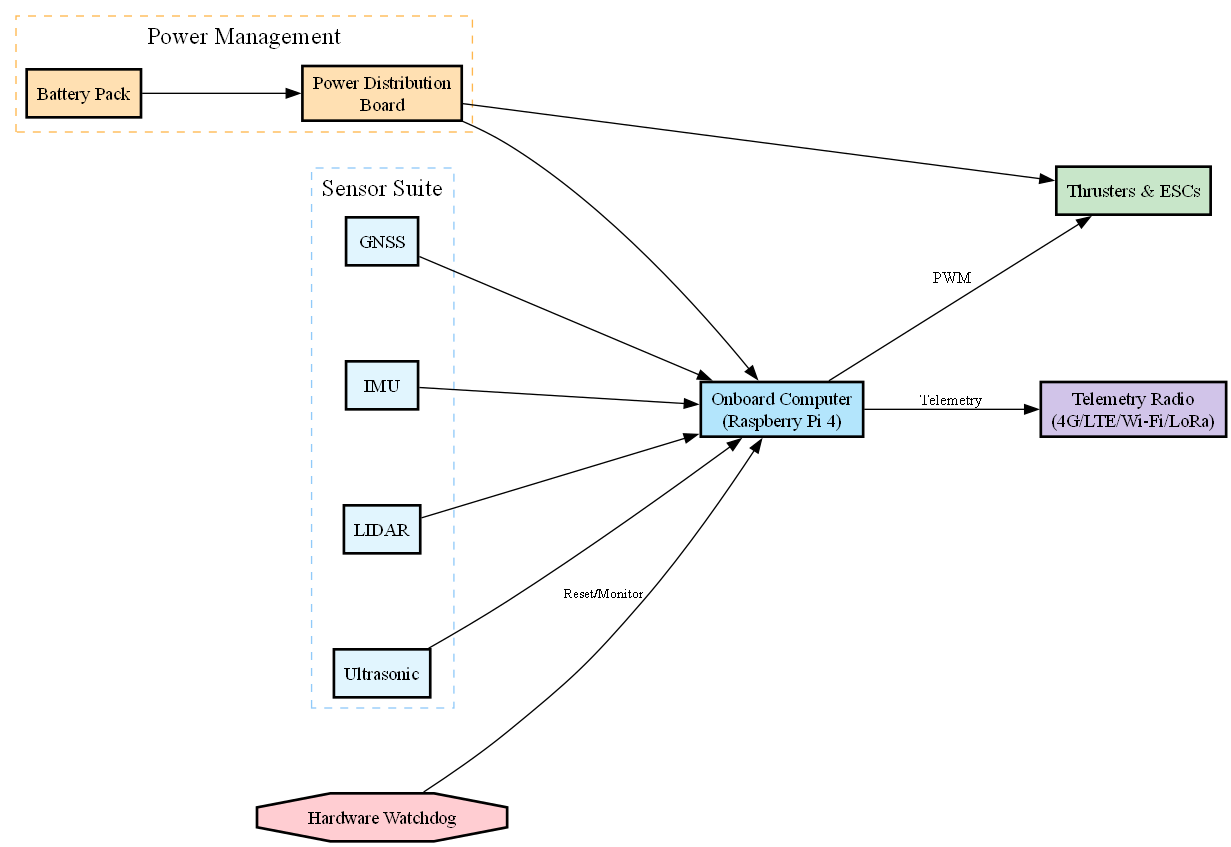 Power Management
Battery Pack
Power Distribution
Board
Sensor Suite
GNSS
IMU
LIDAR
Ultrasonic
Hardware Watchdog
Reset/Monitor
Onboard Computer
(Raspberry Pi 4)
PWM
Telemetry
Thrusters & ESCs
Telemetry Radio
(4G/LTE/Wi-Fi/LoRa)